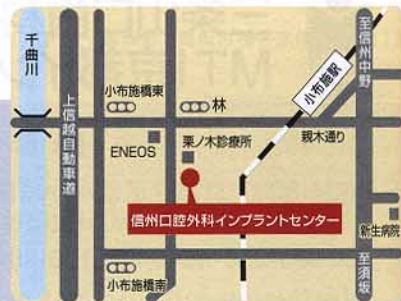 千曲川
上信越自動車道
小布施橋東
林
ENEOS
栗ノ木診療所
小布施駅
親木通り
至信州中野
信州口腔外科インプラントセンター
新生病院
小布施橋南
至須坂